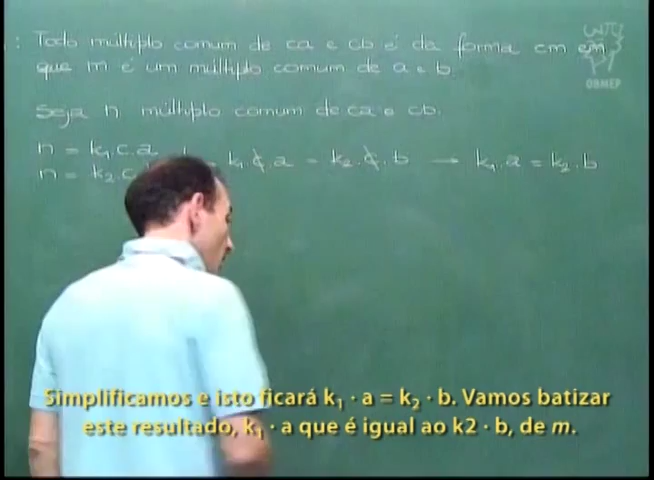 : Todo múltiplo comum de ca e cb é da forma cm em
que m é um múltiplo comum de a e b.
OBMEP
Seja n múltiplo comum de ca e cb.
n = k₁.c.a
k₁.c.a = k₂.c.b → k₁.a = k₂.b
n = k₂.c
Simplificamos e isto ficará k₁ · a = k₂ · b. Vamos batizar
este resultado, k₁ · a que é igual ao k2 · b, de m.